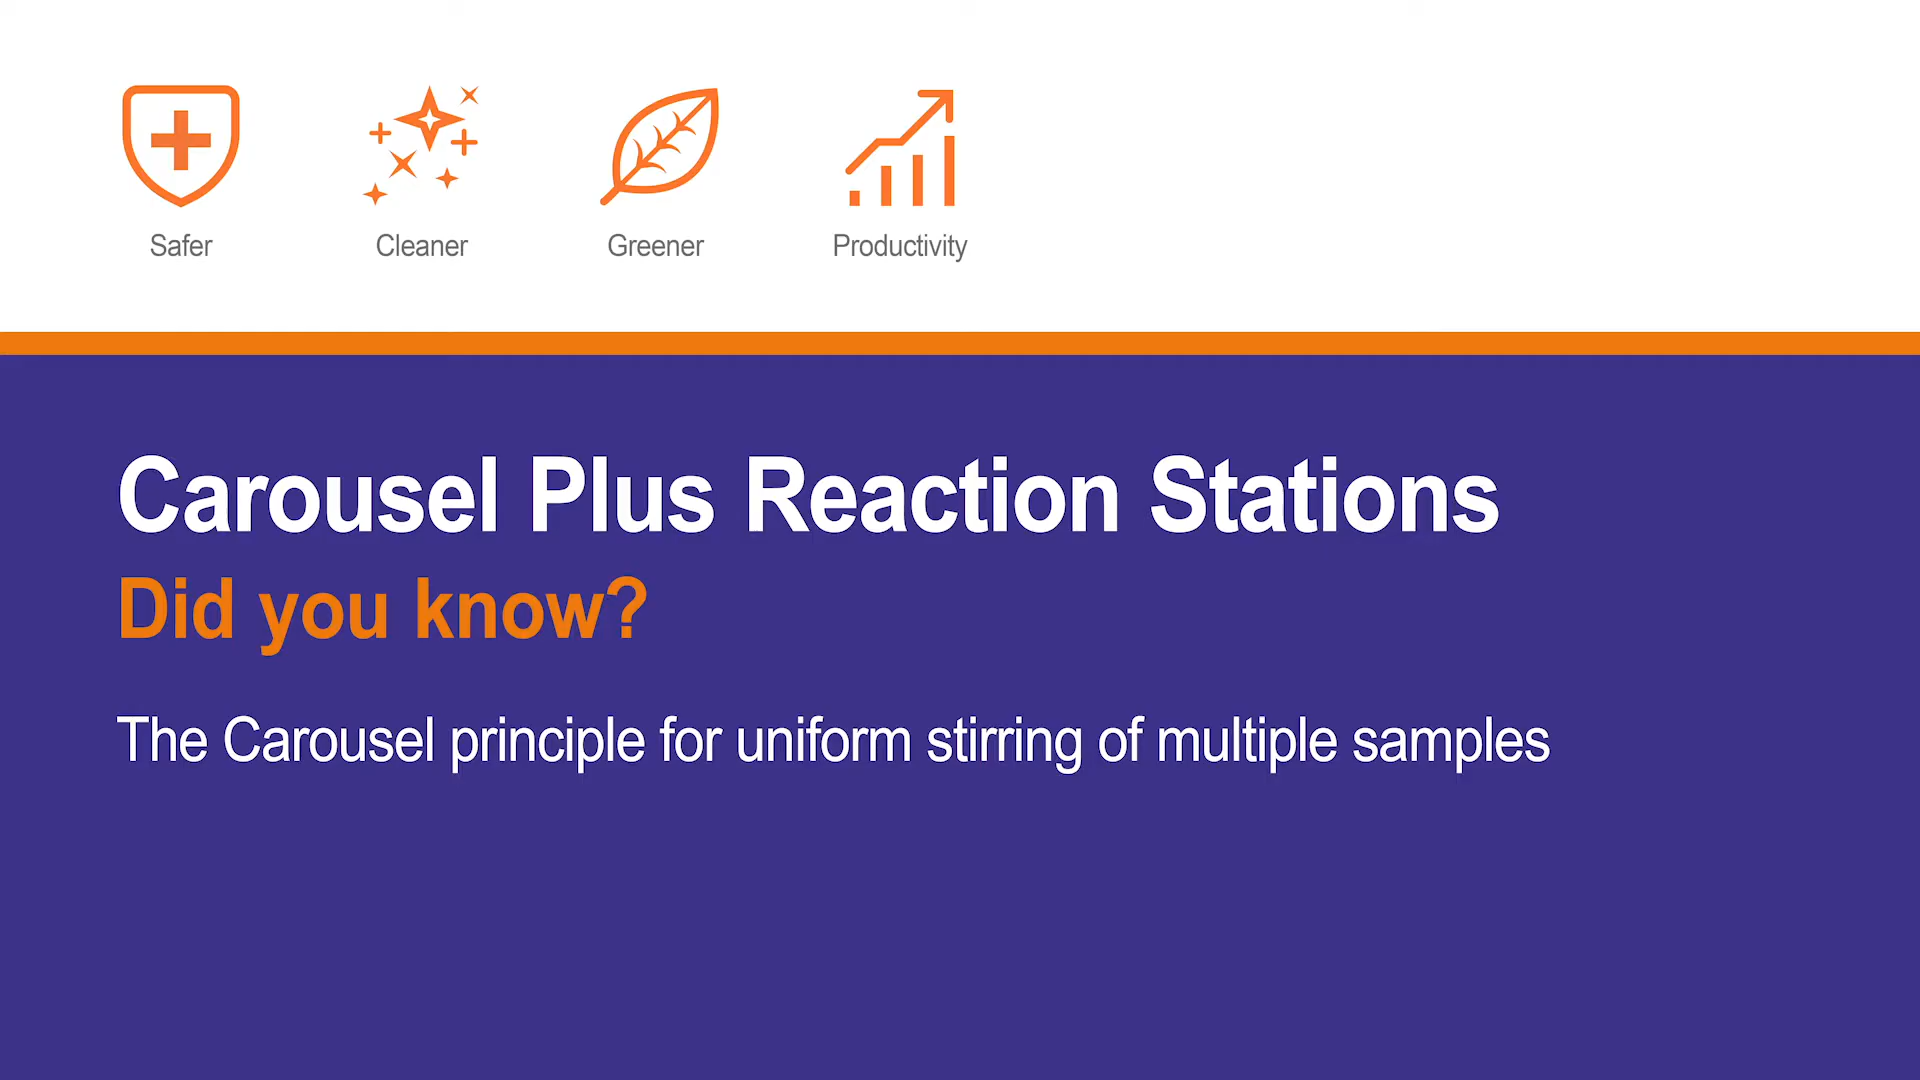 Safer
Cleaner
Greener
Productivity
Carousel Plus Reaction Stations
Did you know?
The Carousel principle for uniform stirring of multiple samples